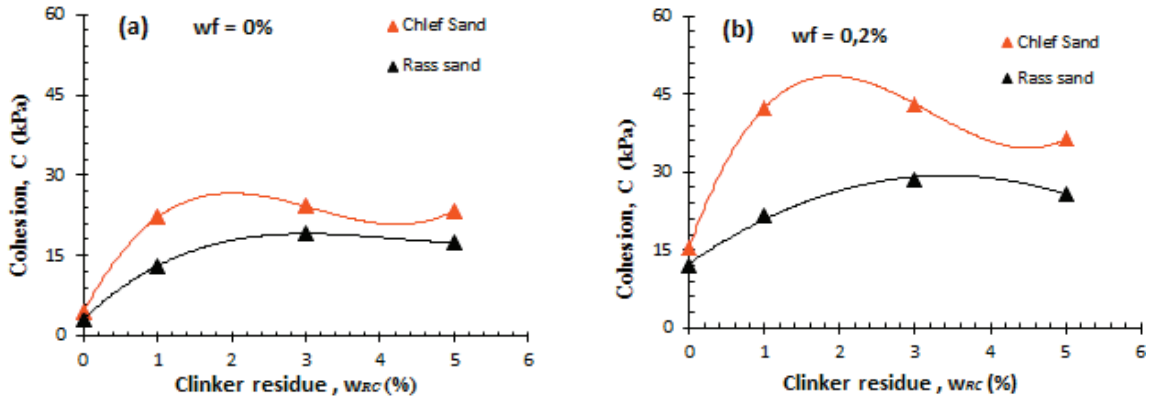 (a) wf = 0%
Chlef Sand
Rass sand
Cohesion, C (kPa)
60
45
30
15
0
0 1 2 3 4 5 6
Clinker residue , wRC (%)
(b) wf = 0,2%
Chlef Sand
Rass sand
Cohesion, C (kPa)
60
45
30
15
0
0 1 2 3 4 5 6
Clinker residue , wRC (%)